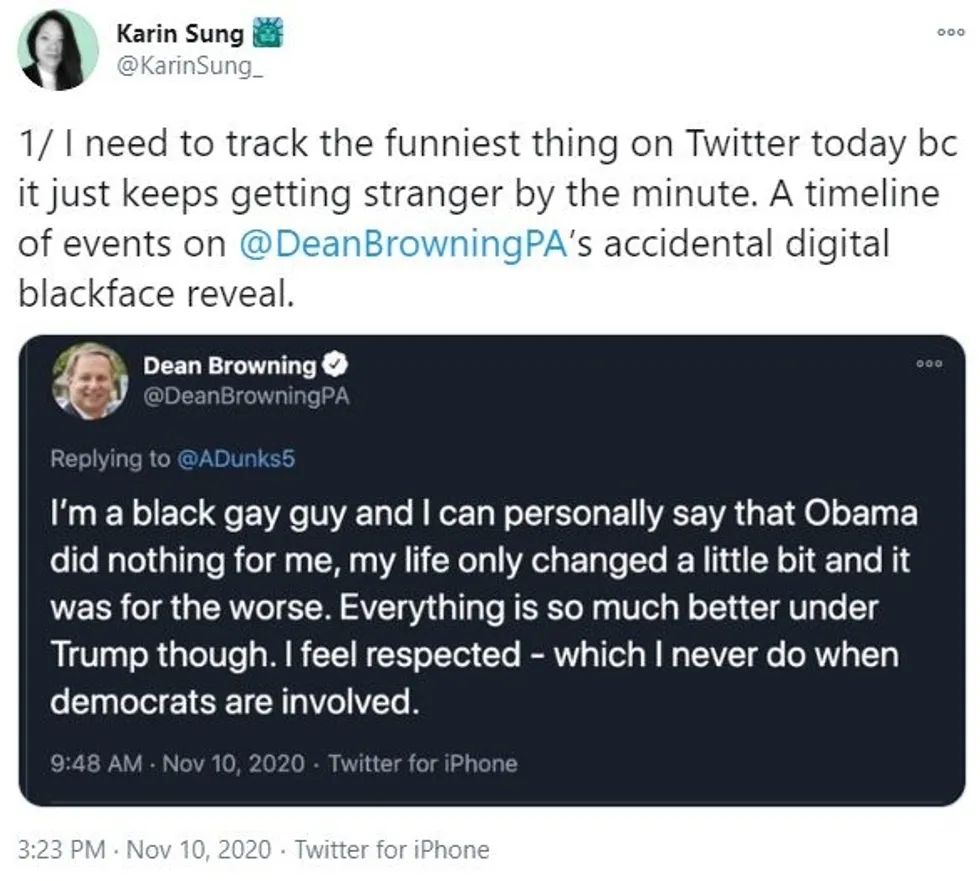 Karin Sung
@KarinSung_
1/ I need to track the funniest thing on Twitter today bc
it just keeps getting stranger by the minute. A timeline
of events on @DeanBrowningPA's accidental digital
blackface reveal.
Dean Browning
@DeanBrowningPA
Replying to @ADunks5
I'm a black gay guy and I can personally say that Obama
did nothing for me, my life only changed a little bit and it
was for the worse. Everything is so much better under
Trump though. I feel respected - which I never do when
democrats are involved.
9:48 AM · Nov 10, 2020 · Twitter for iPhone
3:23 PM · Nov 10, 2020 · Twitter for iPhone